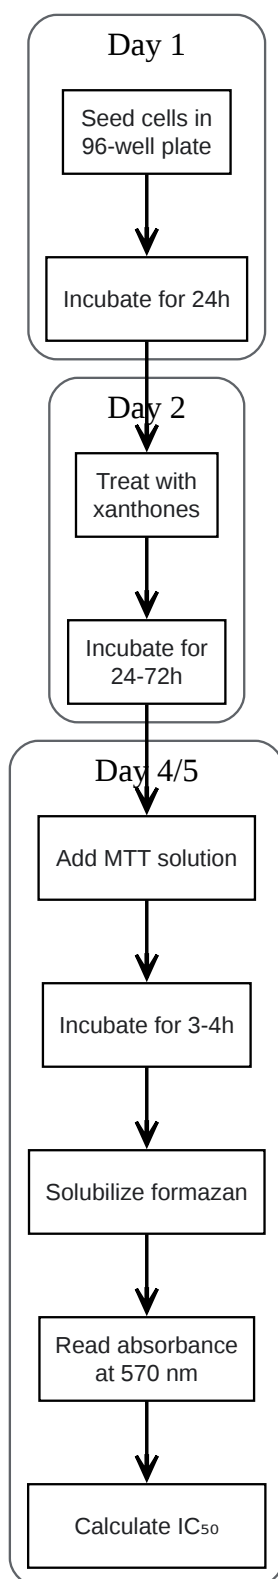 Day 1
Seed cells in
96-well plate
Incubate for 24h
Day 2
Treat with
xanthones
Incubate for
24-72h
Day 4/5
Add MTT solution
Incubate for 3-4h
Solubilize formazan
Read absorbance
at 570 nm
Calculate IC₅₀